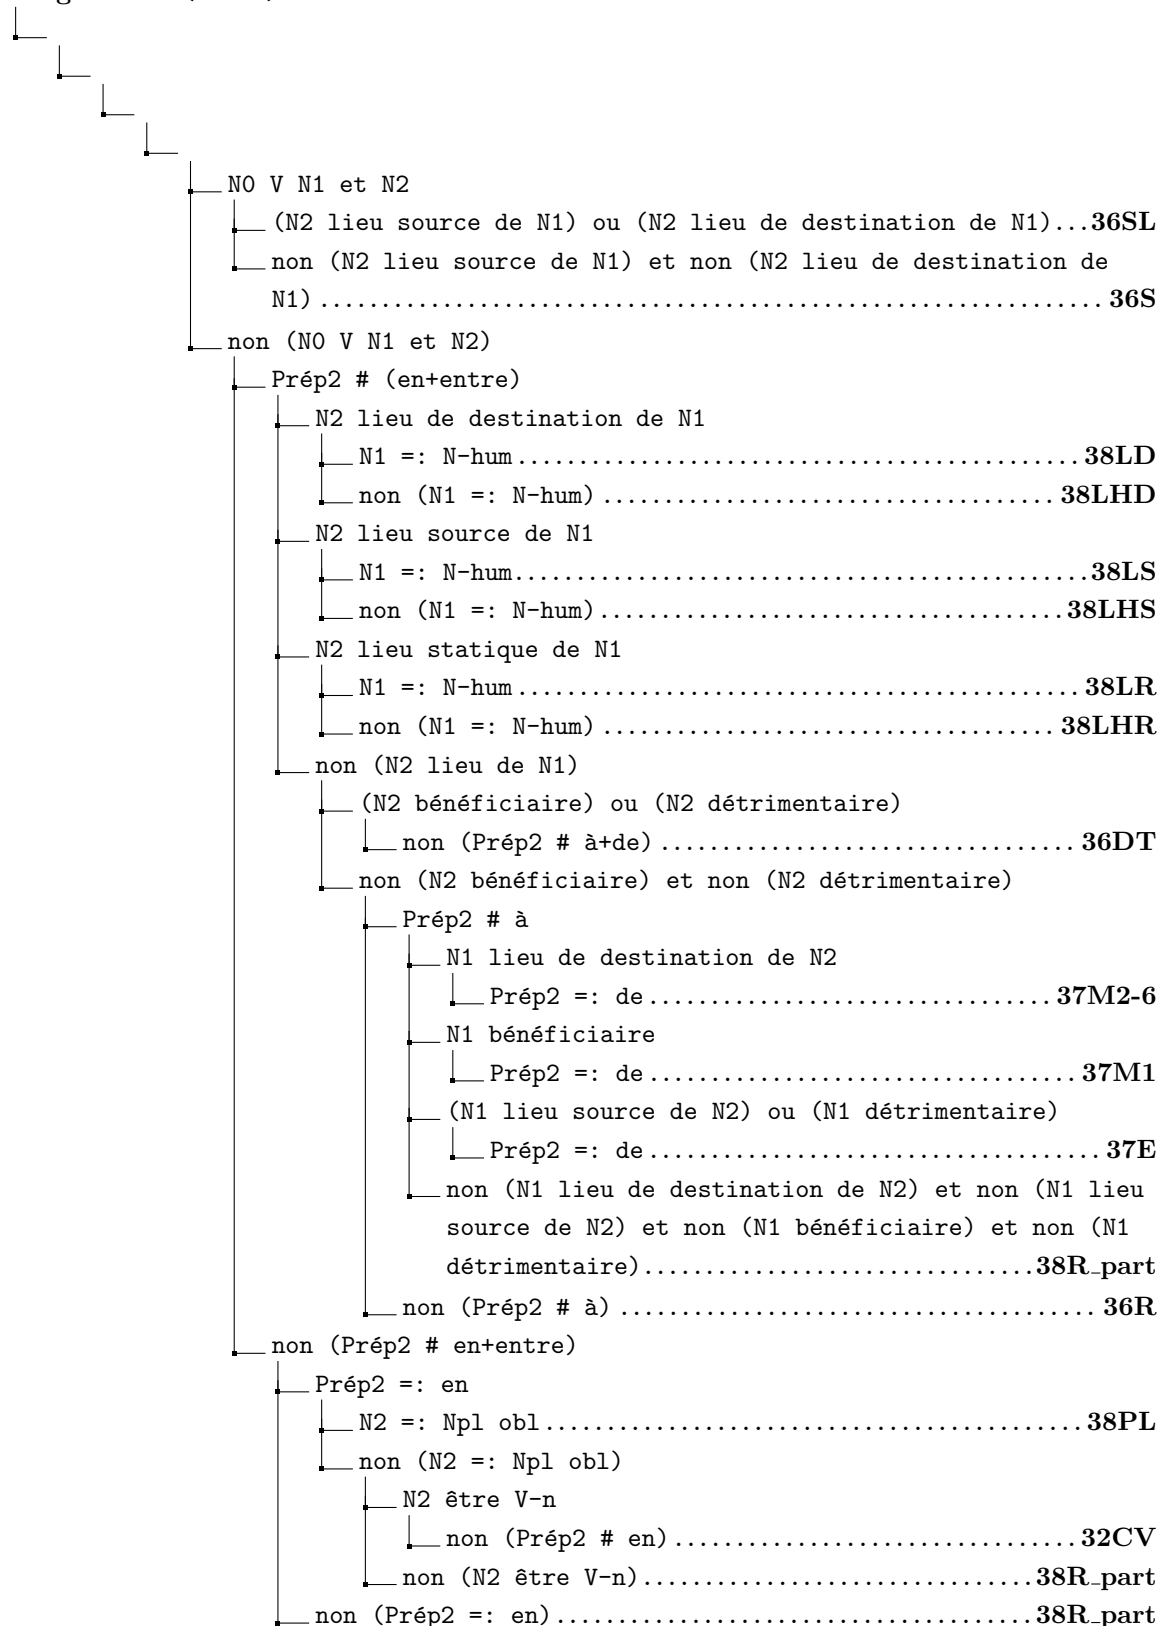 N0 V N1 et N2
(N2 lieu source de N1) ou (N2 lieu de destination de N1)...36SL
non (N2 lieu source de N1) et non (N2 lieu de destination de
N1) ................................................................ 36S
non (N0 V N1 et N2)
Prép2 # (en+entre)
N2 lieu de destination de N1
N1 =: N-hum .............................................. 38LD
non (N1 =: N-hum) ..................................... 38LHD
N2 lieu source de N1
N1 =: N-hum............................................... 38LS
non (N1 =: N-hum) ...................................... 38LHS
N2 lieu statique de N1
N1 =: N-hum .............................................. 38LR
non (N1 =: N-hum) ..................................... 38LHR
non (N2 lieu de N1)
(N2 bénéficiaire) ou (N2 détrimentaire)
non (Prép2 # à+de) .................................. 36DT
non (N2 bénéficiaire) et non (N2 détrimentaire)
Prép2 # à
N1 lieu de destination de N2
Prép2 =: de ................................. 37M2-6
N1 bénéficiaire
Prép2 =: de ................................... 37M1
(N1 lieu source de N2) ou (N1 détrimentaire)
Prép2 =: de ..................................... 37E
non (N1 lieu de destination de N2) et non (N1 lieu
source de N2) et non (N1 bénéficiaire) et non (N1
détrimentaire)................................ 38R_part
non (Prép2 # à) ....................................... 36R
non (Prép2 # en+entre)
Prép2 =: en
N2 =: Npl obl ............................................ 38PL
non (N2 =: Npl obl)
N2 être V-n
non (Prép2 # en) ................................. 32CV
non (N2 être V-n)................................ 38R_part
non (Prép2 =: en) ....................................... 38R_part